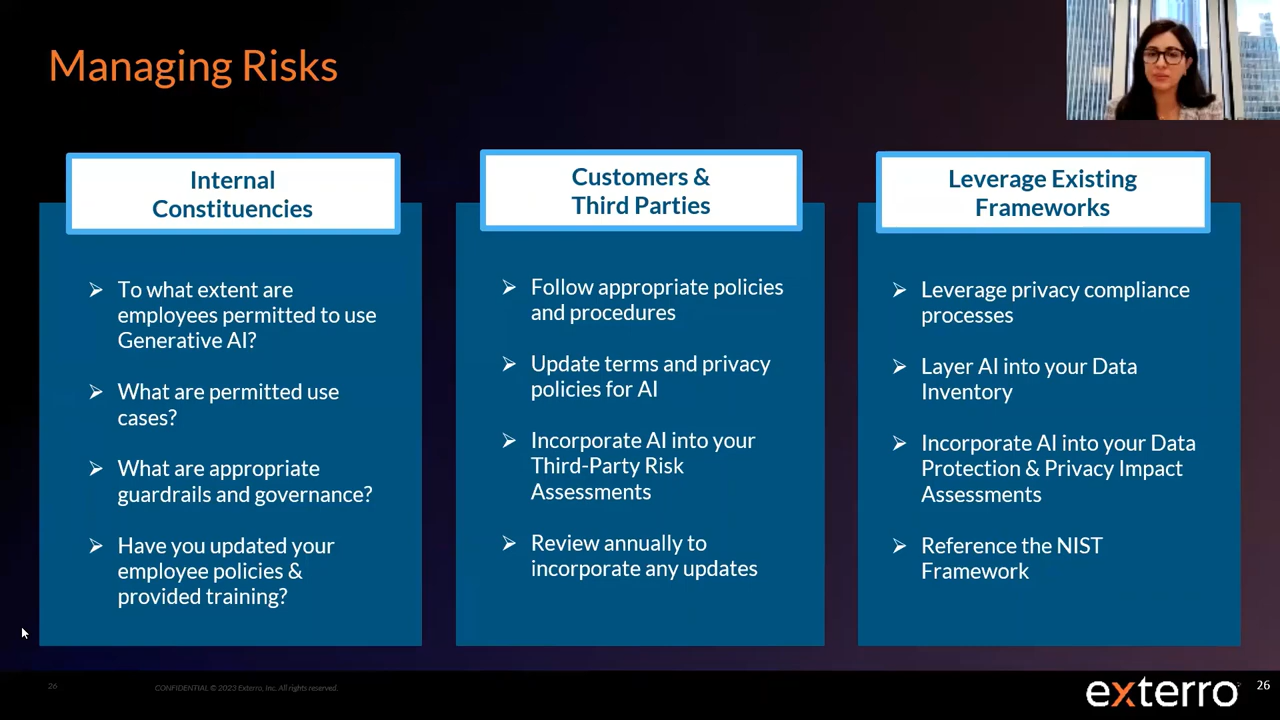 Managing Risks
Internal
Constituencies
➢ To what extent are
employees permitted to use
Generative AI?
➢ What are permitted use
cases?
➢ What are appropriate
guardrails and governance?
➢ Have you updated your
employee policies &
provided training?
Customers &
Third Parties
➢ Follow appropriate policies
and procedures
➢ Update terms and privacy
policies for AI
➢ Incorporate AI into your
Third-Party Risk
Assessments
➢ Review annually to
incorporate any updates
Leverage Existing
Frameworks
➢ Leverage privacy compliance
processes
➢ Layer AI into your Data
Inventory
➢ Incorporate AI into your Data
Protection & Privacy Impact
Assessments
➢ Reference the NIST
Framework
26
CONFIDENTIAL © 2023 Exterro, Inc. All rights reserved.
exterro
26